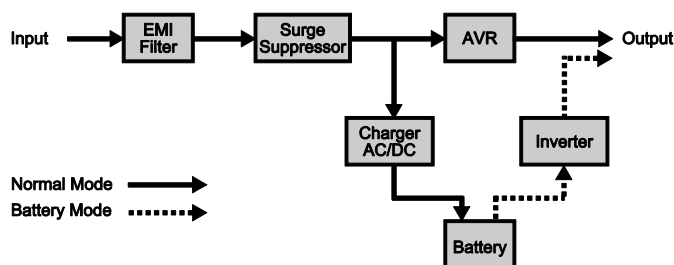 Input
EMI
Filter
Surge
Suppressor
AVR
Output
Charger
AC/DC
Inverter
Normal Mode
Battery Mode
Battery